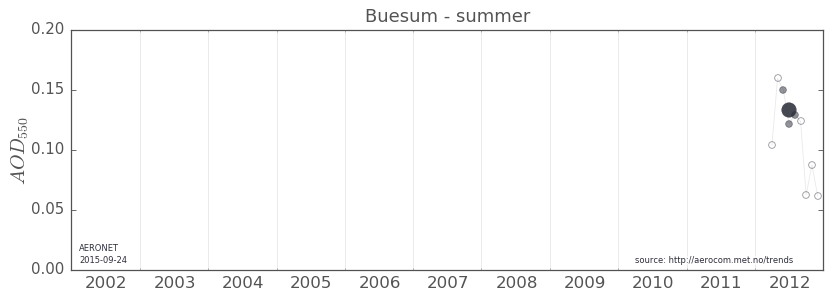 Buesum - summer
0.20
0.15
0.10
0.05
0.00
AOD550
AERONET
2015-09-24
source: http://aerocom.met.no/trends
2002 2003 2004 2005 2006 2007 2008 2009 2010 2011 2012